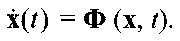 ẋ(t) = Φ (x, t).